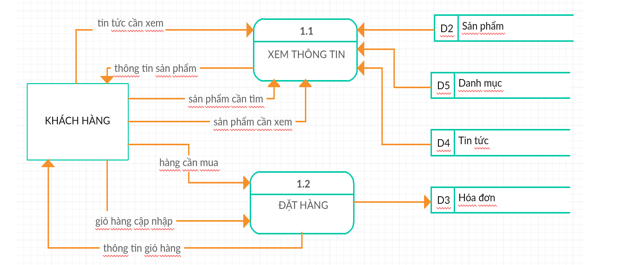 tin tức cần xem
1.1
XEM THÔNG TIN
thông tin sản phẩm
sản phẩm cần tìm
sản phẩm cần xem
KHÁCH HÀNG
hàng cần mua
1.2
ĐẶT HÀNG
giỏ hàng cập nhập
thông tin giỏ hàng
D2 Sản phẩm
D5 Danh mục
D4 Tin tức
D3 Hóa đơn